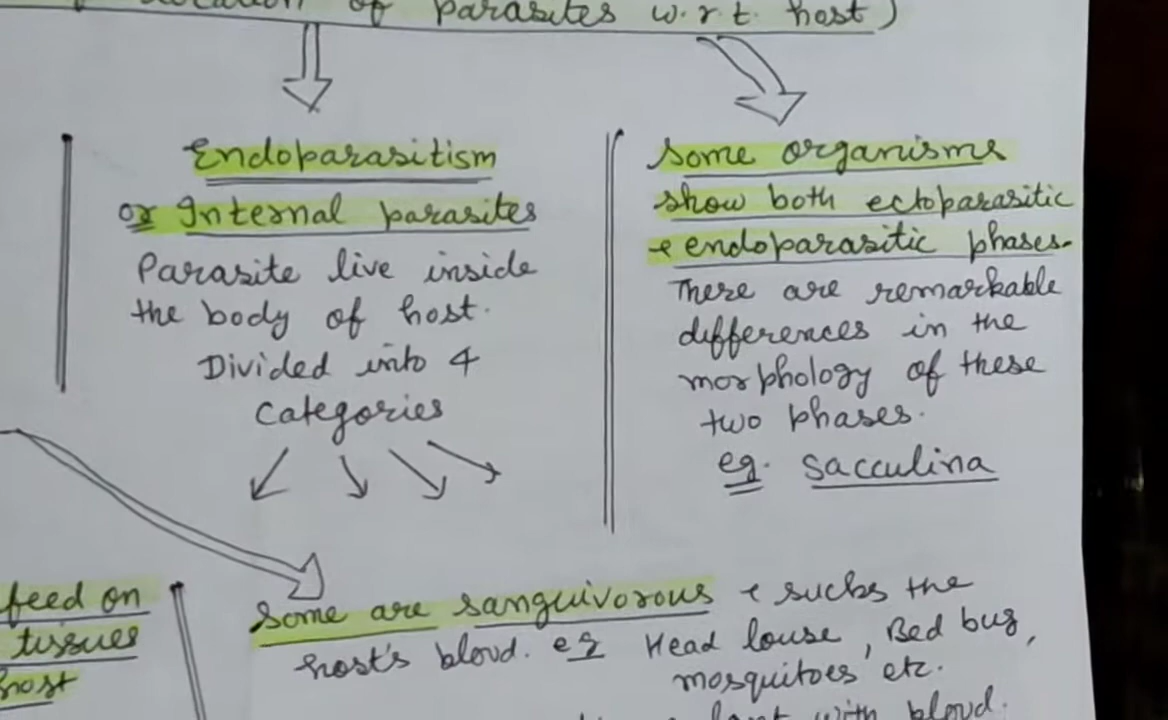 of parasites w.r.t. host)
Endoparasitism
or Internal parasites
Parasite live inside
the body of host.
Divided into 4
categories
Some organisms
show both ectoparasitic
+ endoparasitic phases.
There are remarkable
differences in the
morphology of these
two phases.
eg. sacculina
feed on
tissues
host
Some are sanguivorous + sucks the
host's blood. eg Head louse, Bed bug,
mosquitoes etc.
with blood.